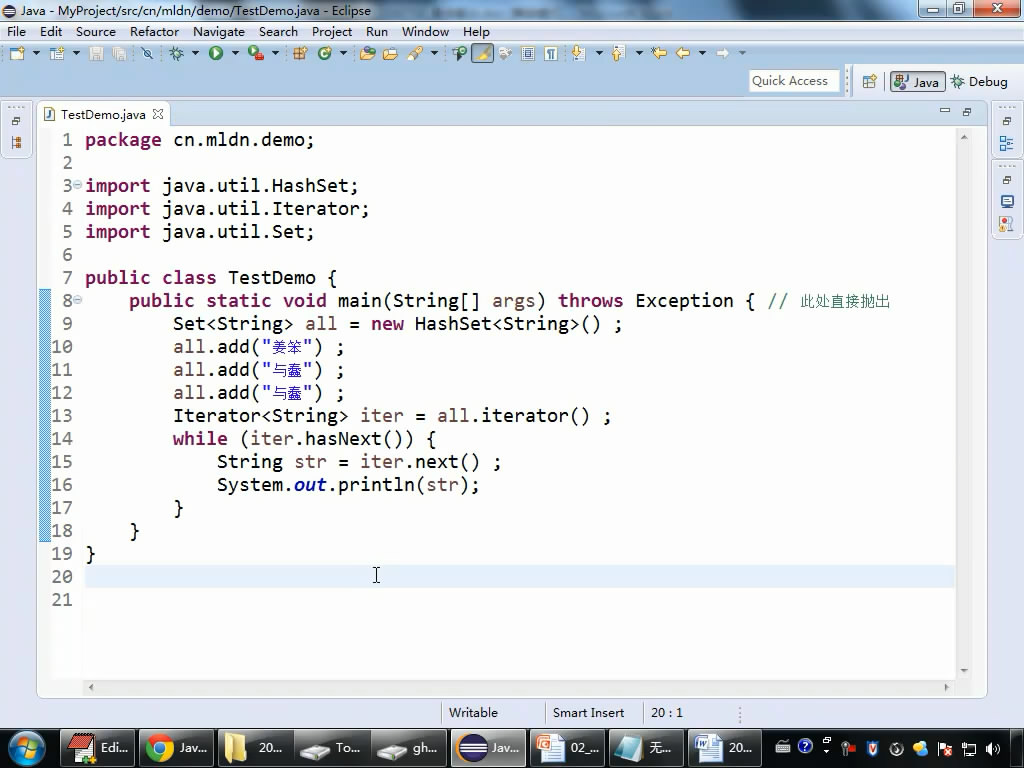 Java - MyProject/src/cn/mldn/demo/TestDemo.java - Eclipse
File Edit Source Refactor Navigate Search Project Run Window Help
Quick Access Java Debug
TestDemo.java
1 package cn.mldn.demo;
2
3 import java.util.HashSet;
4 import java.util.Iterator;
5 import java.util.Set;
6
7 public class TestDemo {
8 public static void main(String[] args) throws Exception { // 此处直接抛出
9 Set<String> all = new HashSet<String>() ;
10 all.add("姜笨") ;
11 all.add("与蠢") ;
12 all.add("与蠢") ;
13 Iterator<String> iter = all.iterator() ;
14 while (iter.hasNext()) {
15 String str = iter.next() ;
16 System.out.println(str);
17 }
18 }
19 }
20
21
Writable Smart Insert 20 : 1
Edi... Jav... 20... To... gh... Jav... 02_... 无... 20...